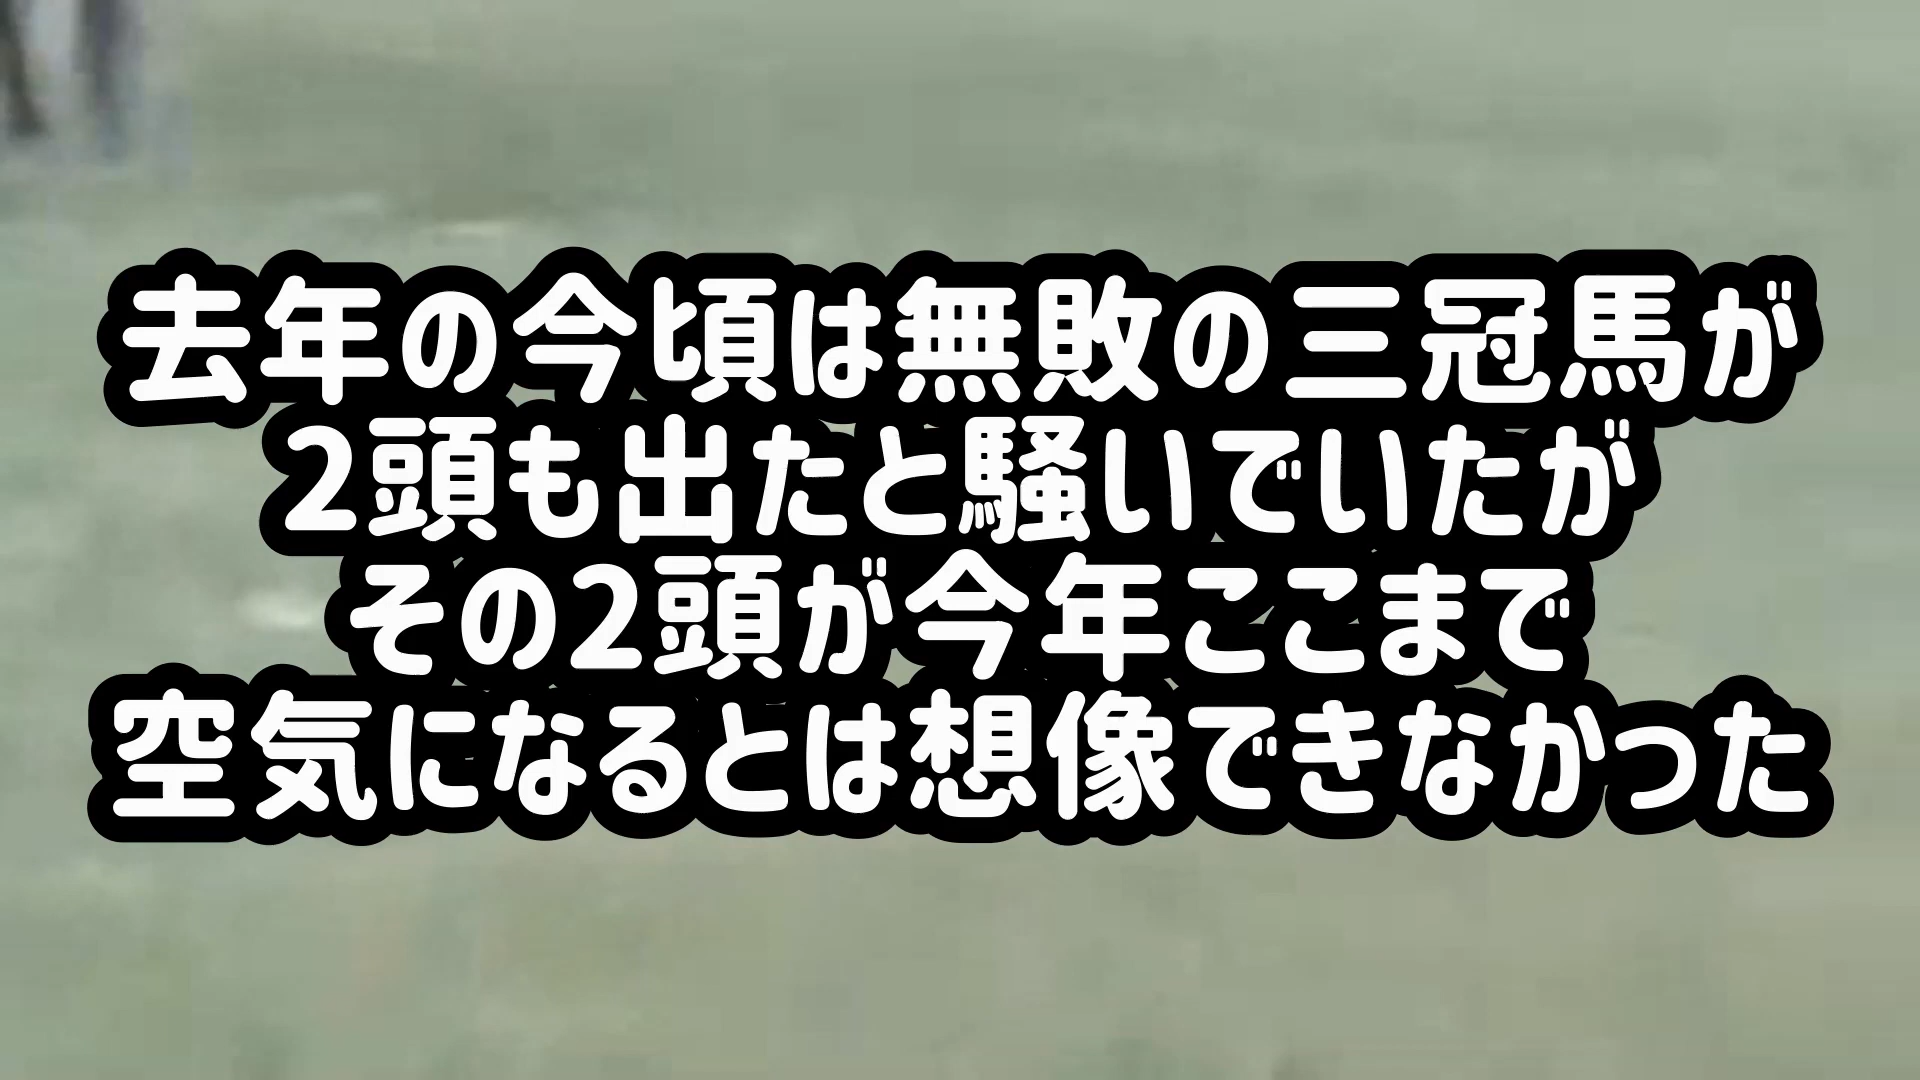 去年の今頃は無敗の三冠馬が
2頭も出たと騒いでいたが
その2頭が今年ここまで
空気になるとは想像できなかった